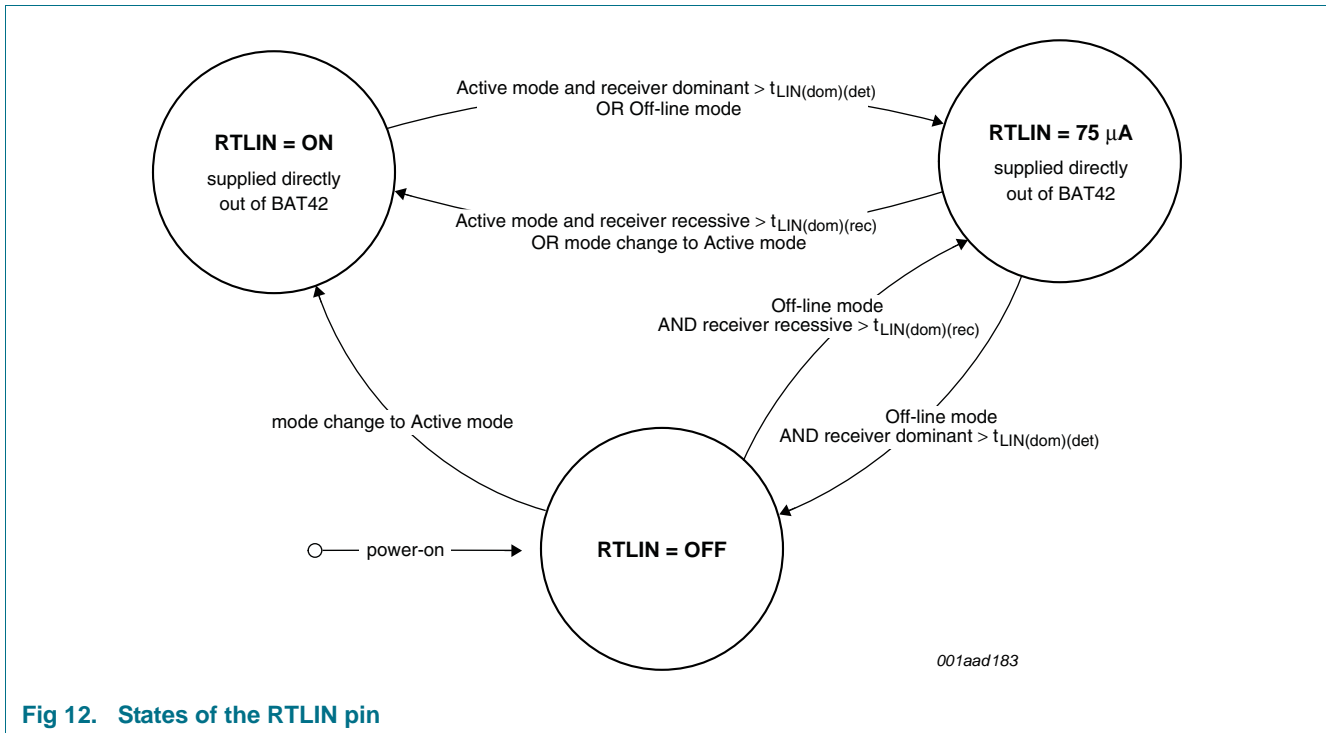 Active mode and receiver dominant > tLIN(dom)(det)
OR Off-line mode
RTLIN = ON
supplied directly
out of BAT42
RTLIN = 75 μA
supplied directly
out of BAT42
Active mode and receiver recessive > tLIN(dom)(rec)
OR mode change to Active mode
Off-line mode
AND receiver recessive > tLIN(dom)(rec)
mode change to Active mode
Off-line mode
AND receiver dominant > tLIN(dom)(det)
power-on
RTLIN = OFF
001aad183
Fig 12. States of the RTLIN pin